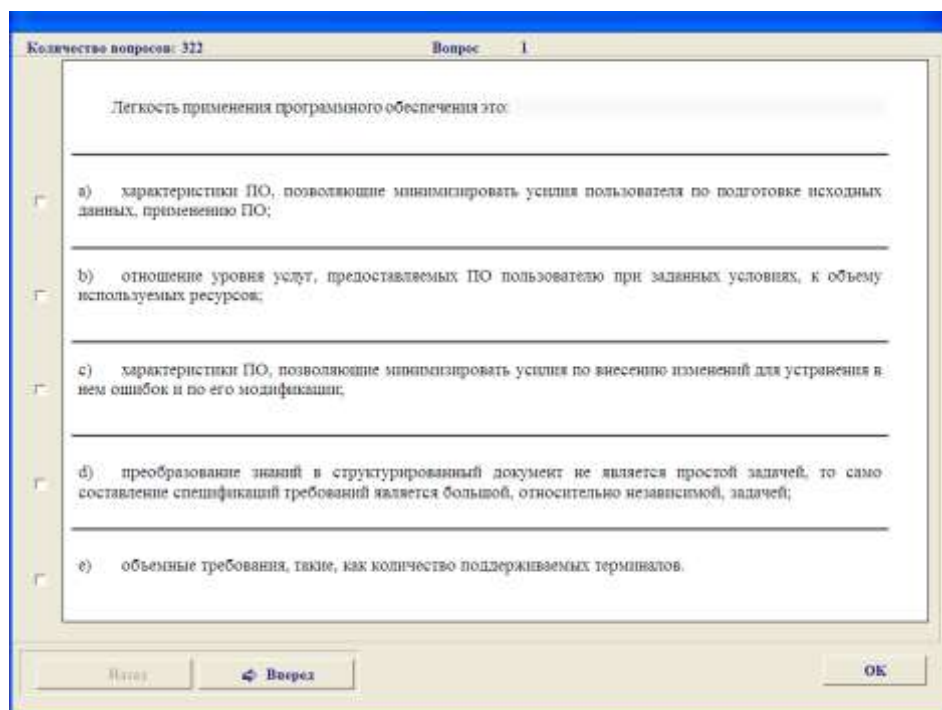 Количество вопросов: 322 Вопрос 1
Легкость применения программного обеспечения это:
a) характеристики ПО, позволяющие минимизировать усилия пользователя по подготовке исходных
данных, применению ПО;
b) отношение уровня услуг, предоставляемых ПО пользователю при заданных условиях, к объему
используемых ресурсов;
c) характеристики ПО, позволяющие минимизировать усилия по внесению изменений для устранения в
нем ошибок и по его модификации;
d) преобразование знаний в структурированный документ не является простой задачей, то само
составление спецификаций требований является большой, относительно независимой, задачей;
e) объемные требования, такие, как количество поддерживаемых терминалов.
Назад Вперед OK